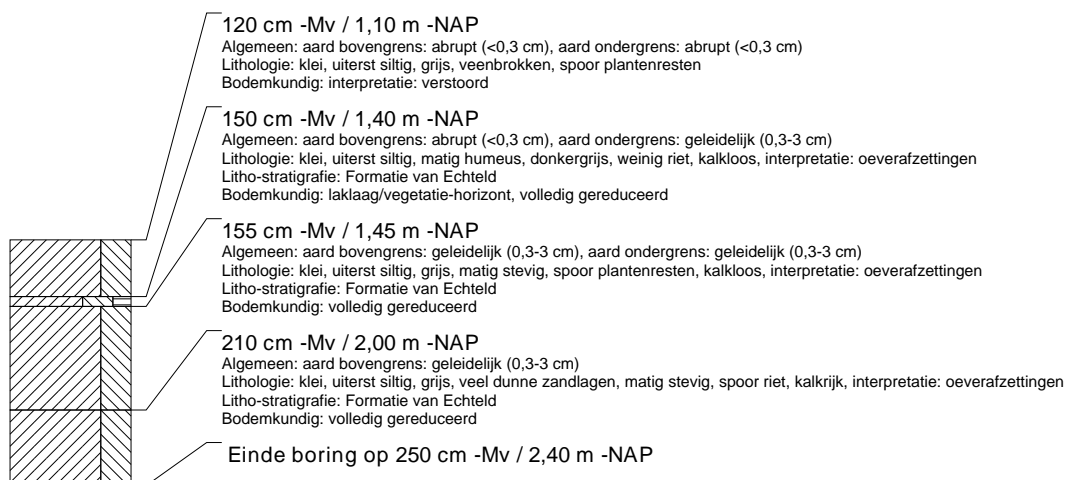 120 cm -Mv / 1,10 m -NAP
Algemeen: aard bovengrens: abrupt (<0,3 cm), aard ondergrens: abrupt (<0,3 cm)
Lithologie: klei, uiterst siltig, grijs, veenbrokken, spoor plantenresten
Bodemkundig: interpretatie: verstoord
150 cm -Mv / 1,40 m -NAP
Algemeen: aard bovengrens: abrupt (<0,3 cm), aard ondergrens: geleidelijk (0,3-3 cm)
Lithologie: klei, uiterst siltig, matig humeus, donkergrijs, weinig riet, kalkloos, interpretatie: oeverafzettingen
Litho-stratigrafie: Formatie van Echteld
Bodemkundig: laklaag/vegetatie-horizont, volledig gereduceerd
155 cm -Mv / 1,45 m -NAP
Algemeen: aard bovengrens: geleidelijk (0,3-3 cm), aard ondergrens: geleidelijk (0,3-3 cm)
Lithologie: klei, uiterst siltig, grijs, matig stevig, spoor plantenresten, kalkloos, interpretatie: oeverafzettingen
Litho-stratigrafie: Formatie van Echteld
Bodemkundig: volledig gereduceerd
210 cm -Mv / 2,00 m -NAP
Algemeen: aard bovengrens: geleidelijk (0,3-3 cm)
Lithologie: klei, uiterst siltig, grijs, veel dunne zandlagen, matig stevig, spoor riet, kalkrijk, interpretatie: oeverafzettingen
Litho-stratigrafie: Formatie van Echteld
Bodemkundig: volledig gereduceerd
Einde boring op 250 cm -Mv / 2,40 m -NAP